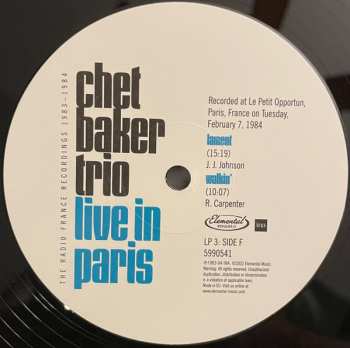 THE RADIO FRANCE RECORDINGS 1983–1984
chet
baker
trio
live in
paris
Recorded at Le Petit Opportun,
Paris, France on Tuesday,
February 7, 1984
lament
(15:19)
J. J. Johnson
walkin'
(10:07)
R. Carpenter
Elemental
LP 3: SIDE F
5990541